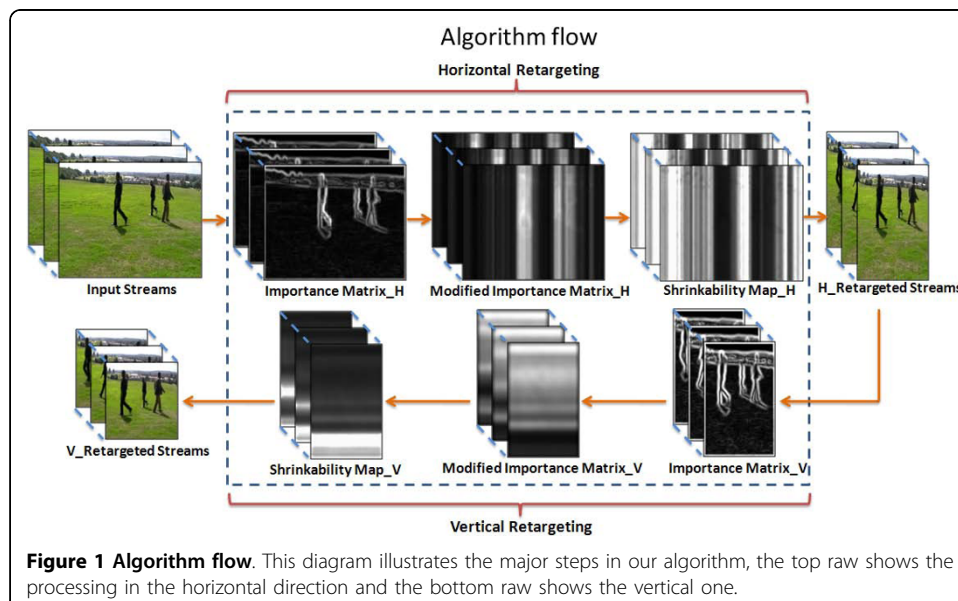 Algorithm flow
Horizontal Retargeting
Input Streams
Importance Matrix_H
Modified Importance Matrix_H
Shrinkability Map_H
H_Retargeted Streams
V_Retargeted Streams
Shrinkability Map_V
Modified Importance Matrix_V
Importance Matrix_V
Vertical Retargeting
Figure 1 Algorithm flow. This diagram illustrates the major steps in our algorithm, the top raw shows the
processing in the horizontal direction and the bottom raw shows the vertical one.